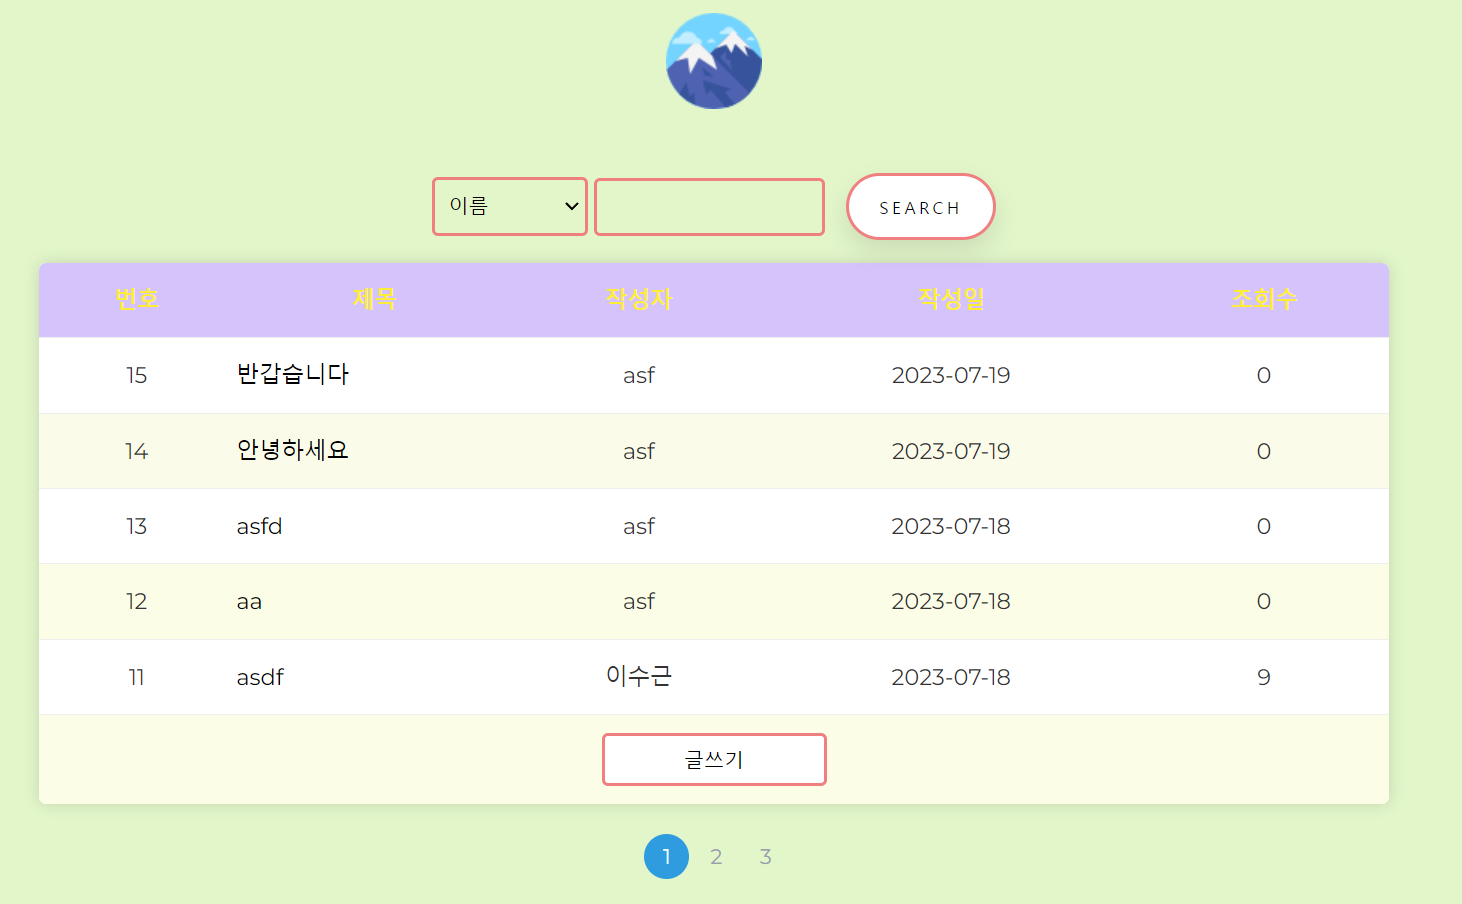 이름 SEARCH
번호 제목 작성자 작성일 조회수
15 반갑습니다 asf 2023-07-19 0
14 안녕하세요 asf 2023-07-19 0
13 asfd asf 2023-07-18 0
12 aa asf 2023-07-18 0
11 asdf 이수근 2023-07-18 9
글쓰기
1 2 3